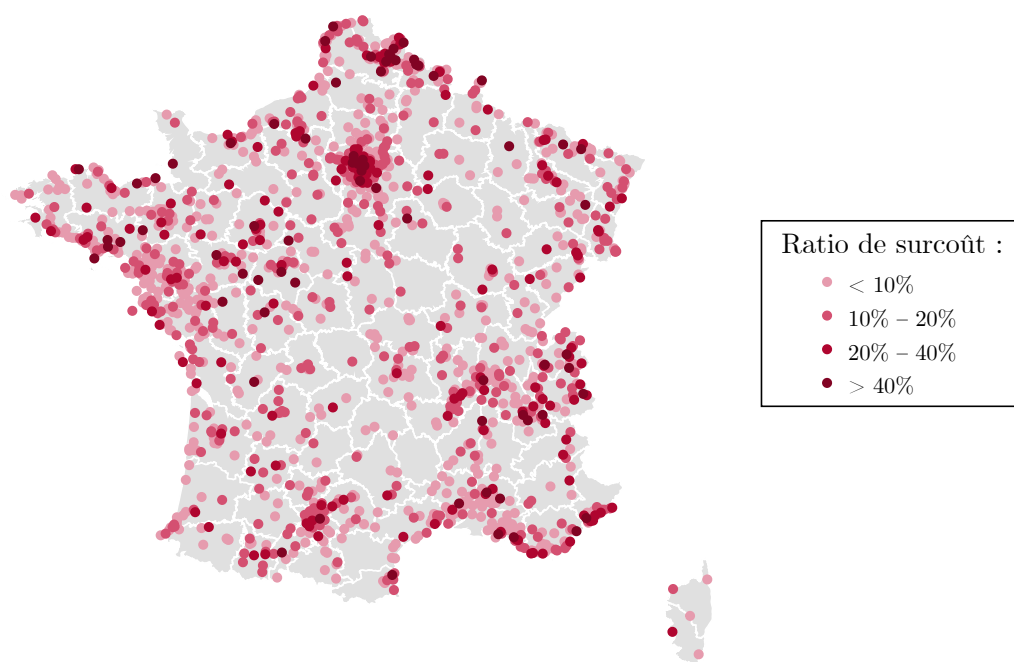 Ratio de surcoût :
< 10%
10% – 20%
20% – 40%
> 40%